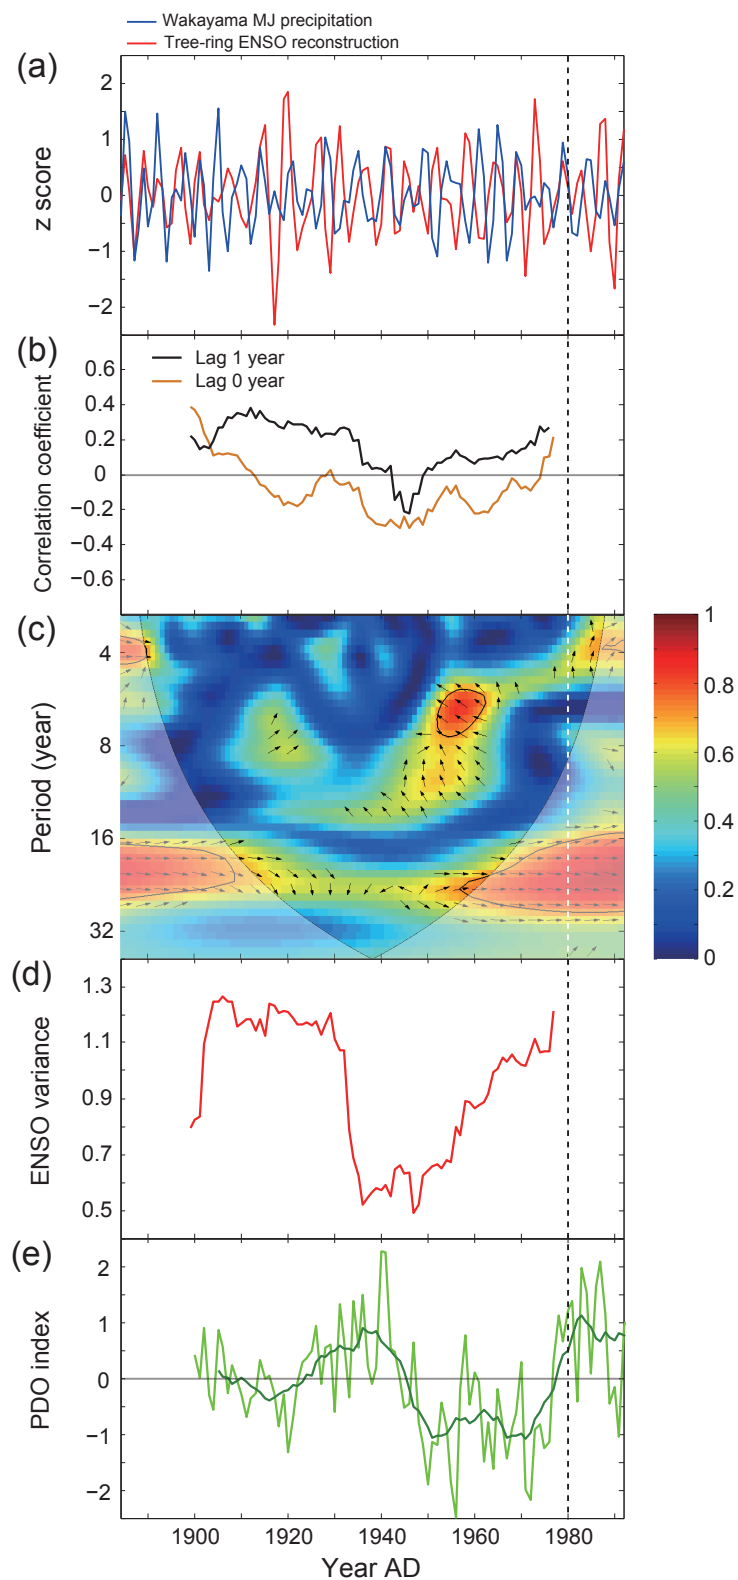 Wakayama MJ precipitation
Tree-ring ENSO reconstruction
(a)
2
1
0
−1
−2
z score
(b)
Lag 1 year
Lag 0 year
0.6
0.4
0.2
0
−0.2
−0.4
−0.6
Correlation coefficient
(c)
4
8
16
32
Period (year)
1
0.8
0.6
0.4
0.2
0
(d)
1.3
1.1
0.9
0.7
0.5
ENSO variance
(e)
2
1
0
−1
−2
PDO index
1900 1920 1940 1960 1980
Year AD